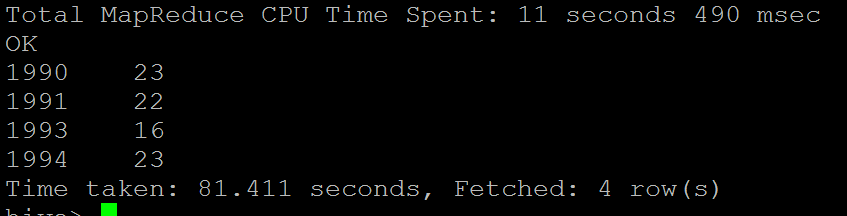 Total MapReduce CPU Time Spent: 11 seconds 490 msec
OK
1990    23
1991    22
1993    16
1994    23
Time taken: 81.411 seconds, Fetched: 4 row(s)
hive>